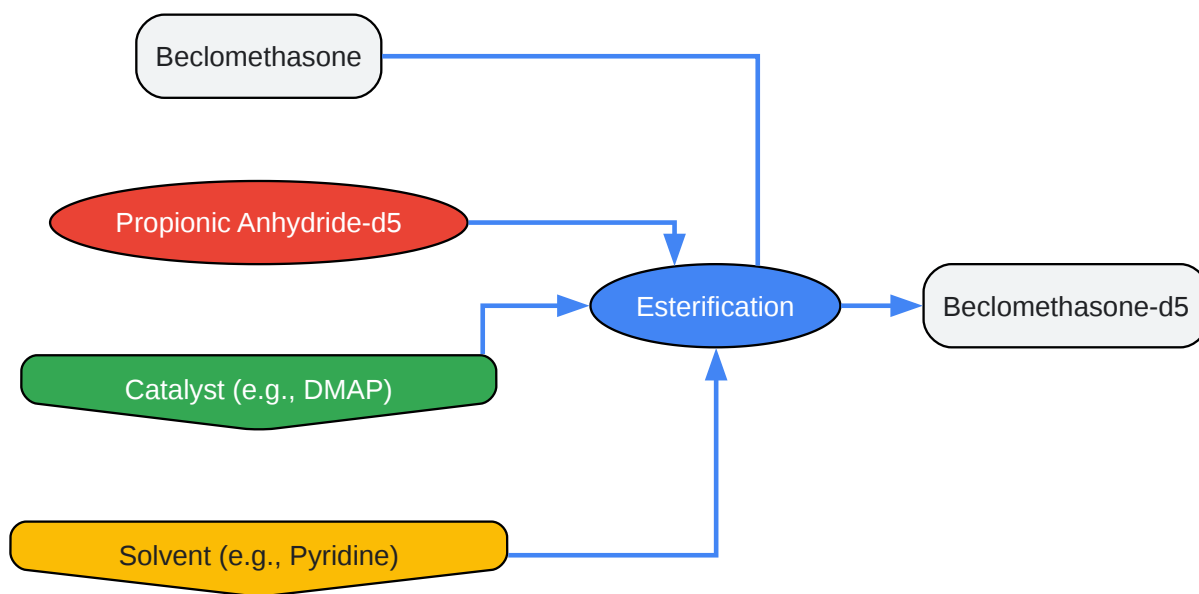 Beclomethasone
Propionic Anhydride-d5
Esterification
Beclomethasone-d5
Catalyst (e.g., DMAP)
Solvent (e.g., Pyridine)